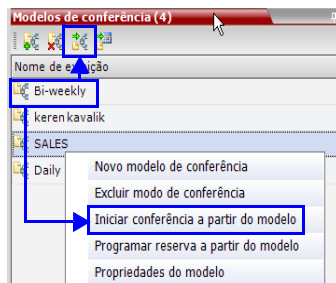 Modelos de conferência (4)
Nome de exibição
Bi-weekly
keren kavalik
SALES
Daily
Novo modelo de conferência
Excluir modo de conferência
Iniciar conferência a partir do modelo
Programar reserva a partir do modelo
Propriedades do modelo